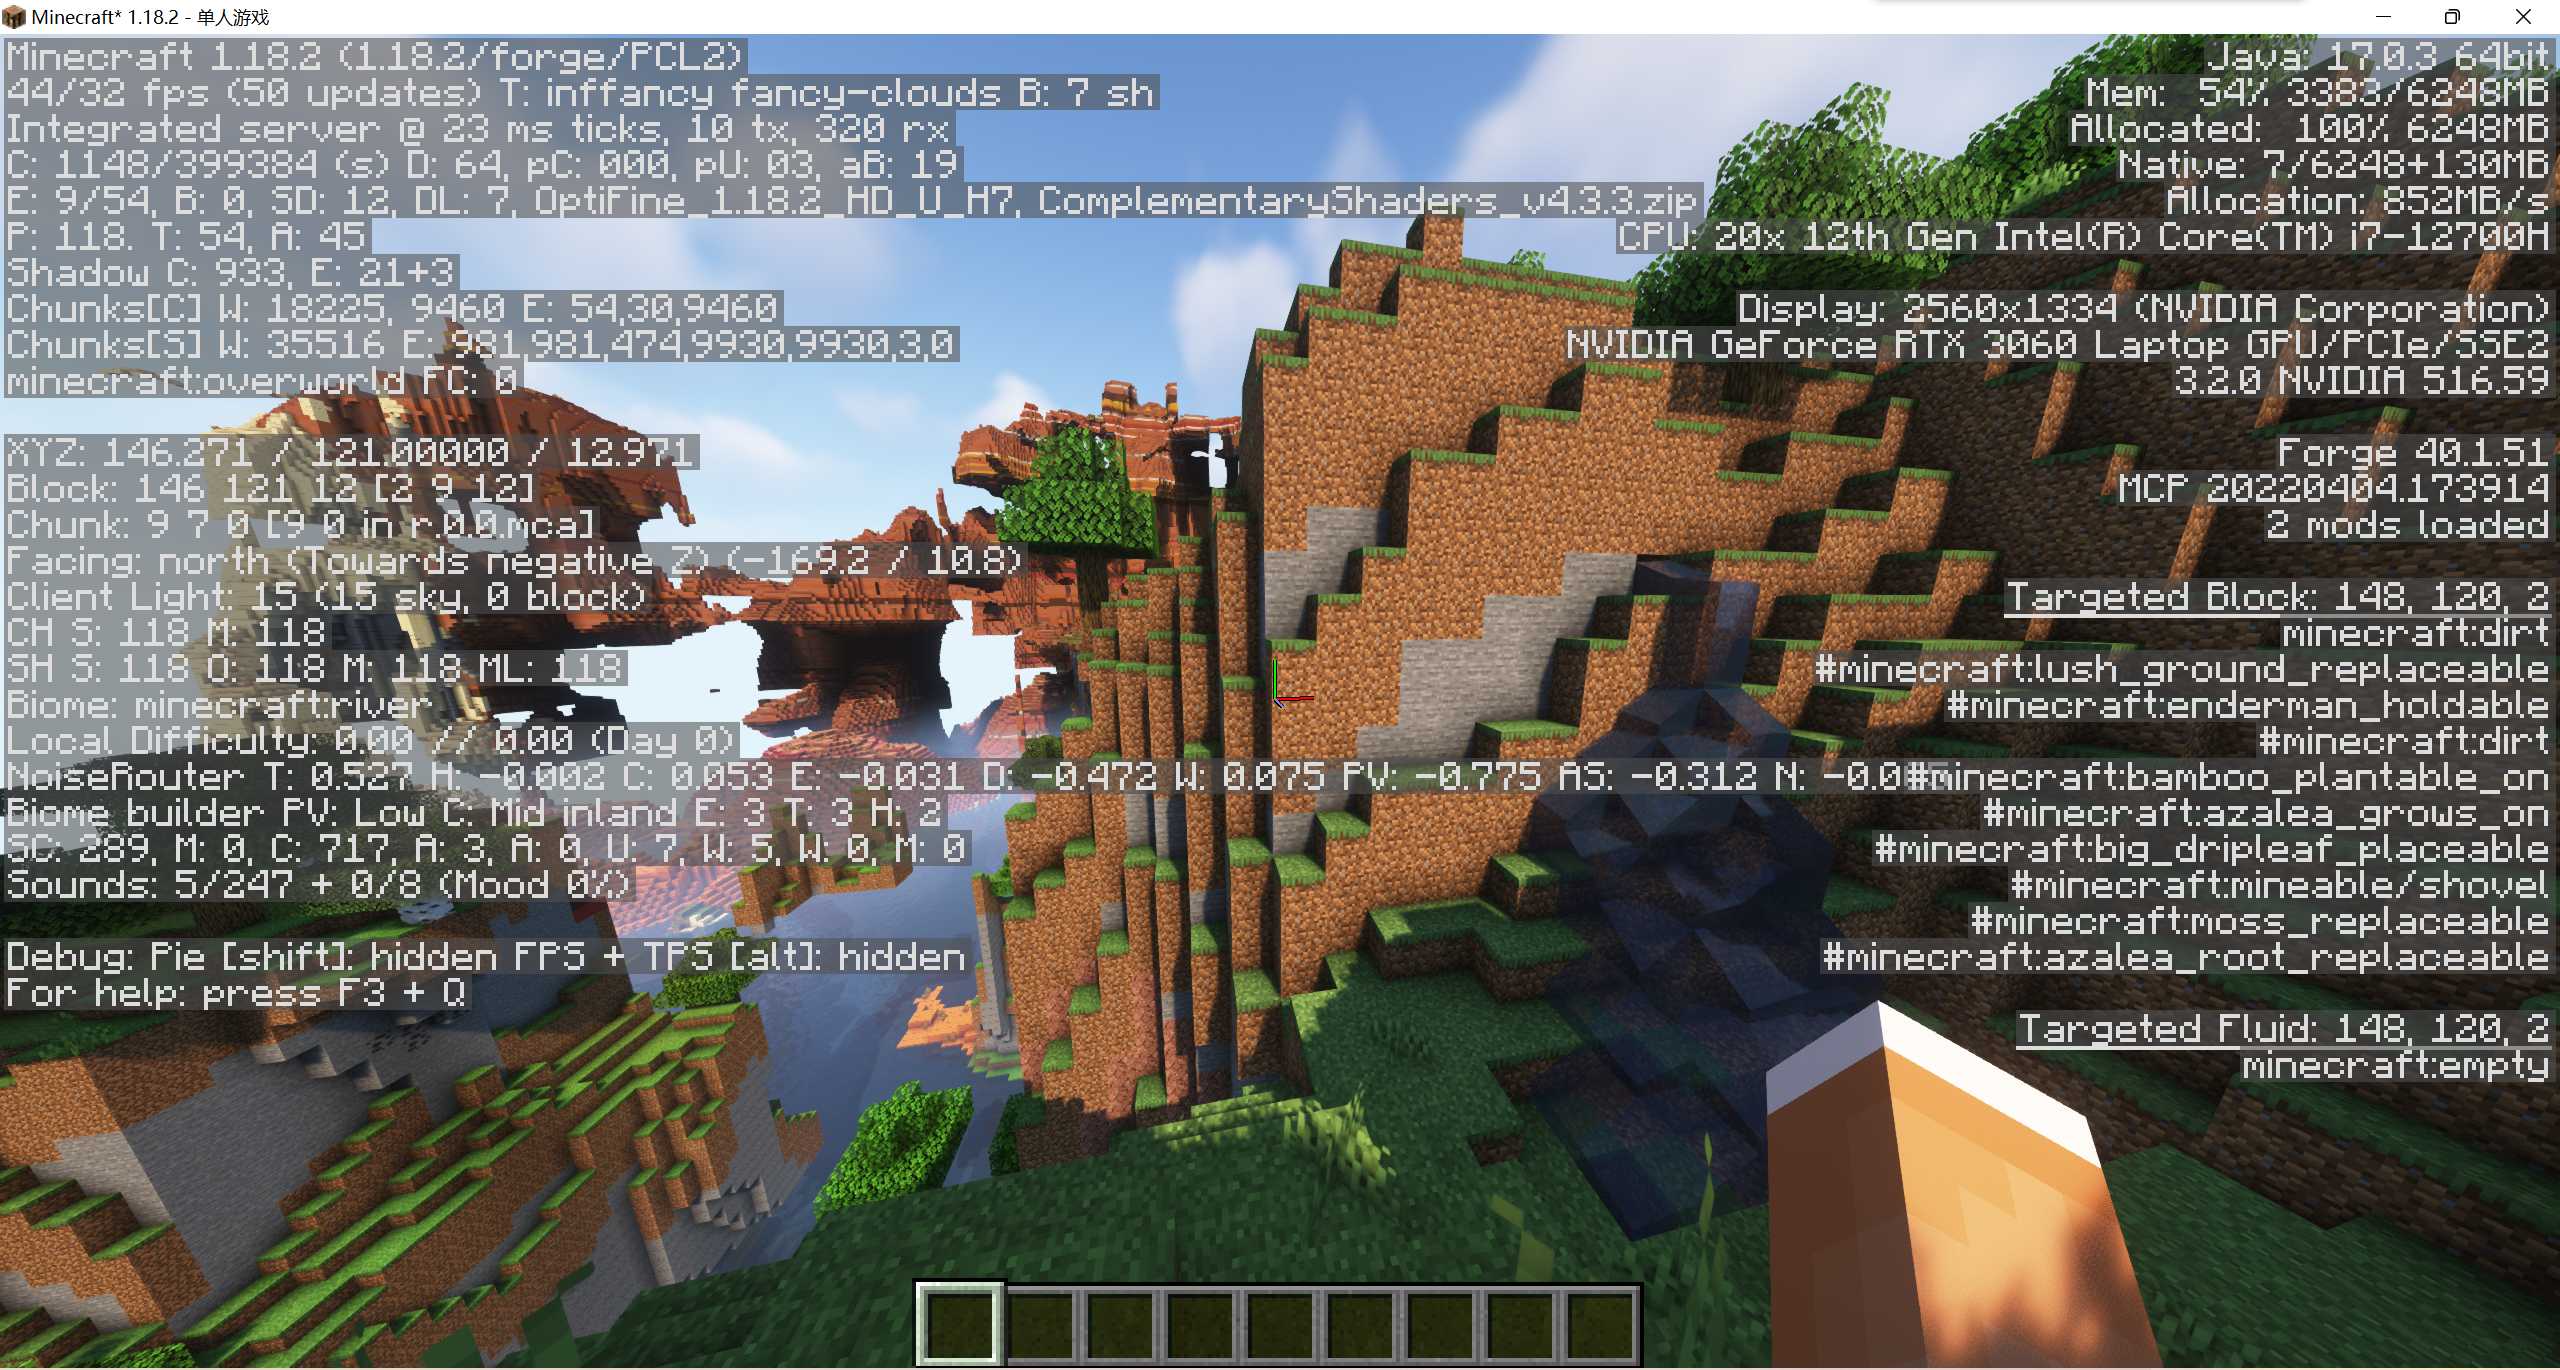 Minecraft* 1.18.2 - 单人游戏
Minecraft 1.18.2 (1.18.2/forge/PCL2)
44/32 fps (50 updates) T: inffancy fancy-clouds B: 7 sh
Integrated server @ 23 ms ticks, 10 tx, 320 rx
C: 1148/399384 (s) D: 64, pC: 000, pU: 03, aB: 19
E: 9/54, B: 0, SD: 12, DL: 7, OptiFine_1.18.2_HD_U_H7, ComplementaryShaders_v4.3.3.zip
P: 118. T: 54, A: 45
Shadow C: 933, E: 21+3
Chunks[C] W: 18225, 9460 E: 54,30,9460
Chunks[S] W: 35516 E: 981,981,474,9930,9930,3,0
minecraft:overworld FC: 0
XYZ: 146.271 / 121.00000 / 12.971
Block: 146 121 12 [2 9 12]
Chunk: 9 7 0 [9 0 in r.0.0.mca]
Facing: north (Towards negative Z) (-169.2 / 10.8)
Client Light: 15 (15 sky, 0 block)
CH S: 118 M: 118
SH S: 118 O: 118 M: 118 ML: 118
Biome: minecraft:river
Local Difficulty: 0.00 // 0.00 (Day 0)
NoiseRouter T: 0.527 H: -0.002 C: 0.053 E: -0.031 D: -0.472 W: 0.075 PV: -0.775 AS: -0.312 N:
Biome builder PV: Low C: Mid inland E: 3 T: 3 H: 2
SC: 289, M: 0, C: 717, A: 3, A: 0, U: 7, W: 5, W: 0, M: 0
Sounds: 5/247 + 0/8 (Mood 0%)
Debug: Pie [shift]: hidden FPS + TPS [alt]: hidden
For help: press F3 + Q
Java: 17.0.3 64bit
Mem: 54% 3383/6248MB
Allocated: 100% 6248MB
Native: 7/6248+130MB
Allocation: 852MB/s
CPU: 20x 12th Gen Intel(R) Core(TM) i7-12700H
Display: 2560x1334 (NVIDIA Corporation)
NVIDIA GeForce RTX 3060 Laptop GPU/PCIe/SSE2
3.2.0 NVIDIA 516.59
Forge 40.1.51
MCP 20220404.173914
2 mods loaded
Targeted Block: 148, 120, 2
minecraft:dirt
#minecraft:lush_ground_replaceable
#minecraft:enderman_holdable
#minecraft:dirt
#minecraft:bamboo_plantable_on
#minecraft:azalea_grows_on
#minecraft:big_dripleaf_placeable
#minecraft:mineable/shovel
#minecraft:moss_replaceable
#minecraft:azalea_root_replaceable
Targeted Fluid: 148, 120, 2
minecraft:empty